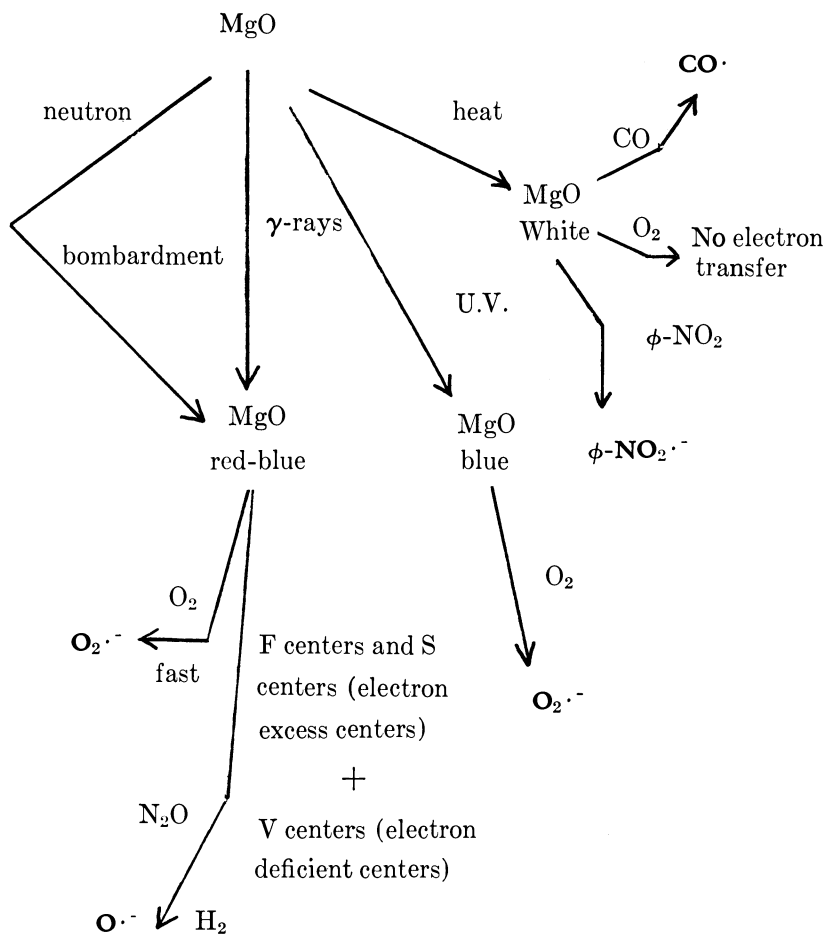 MgO
neutron
bombardment
γ-rays
heat
U.V.
CO
CO·
MgO
White
O₂
No electron
transfer
ϕ-NO₂
ϕ-NO₂·⁻
MgO
red-blue
MgO
blue
O₂
O₂·⁻
fast
O₂
O₂·⁻
F centers and S
centers (electron
excess centers)
+
V centers (electron
deficient centers)
N₂O
O·⁻
H₂